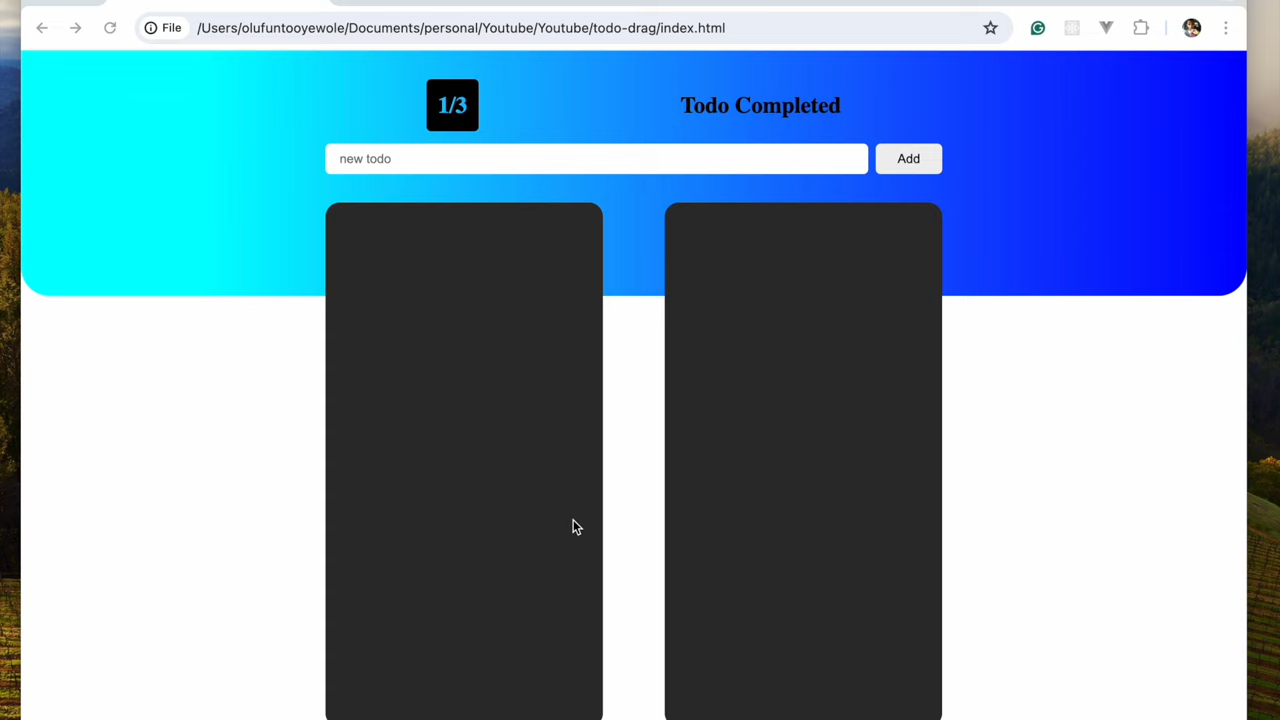 File
/Users/olufuntooyewole/Documents/personal/Youtube/Youtube/todo-drag/index.html
1/3
Todo Completed
new todo
Add